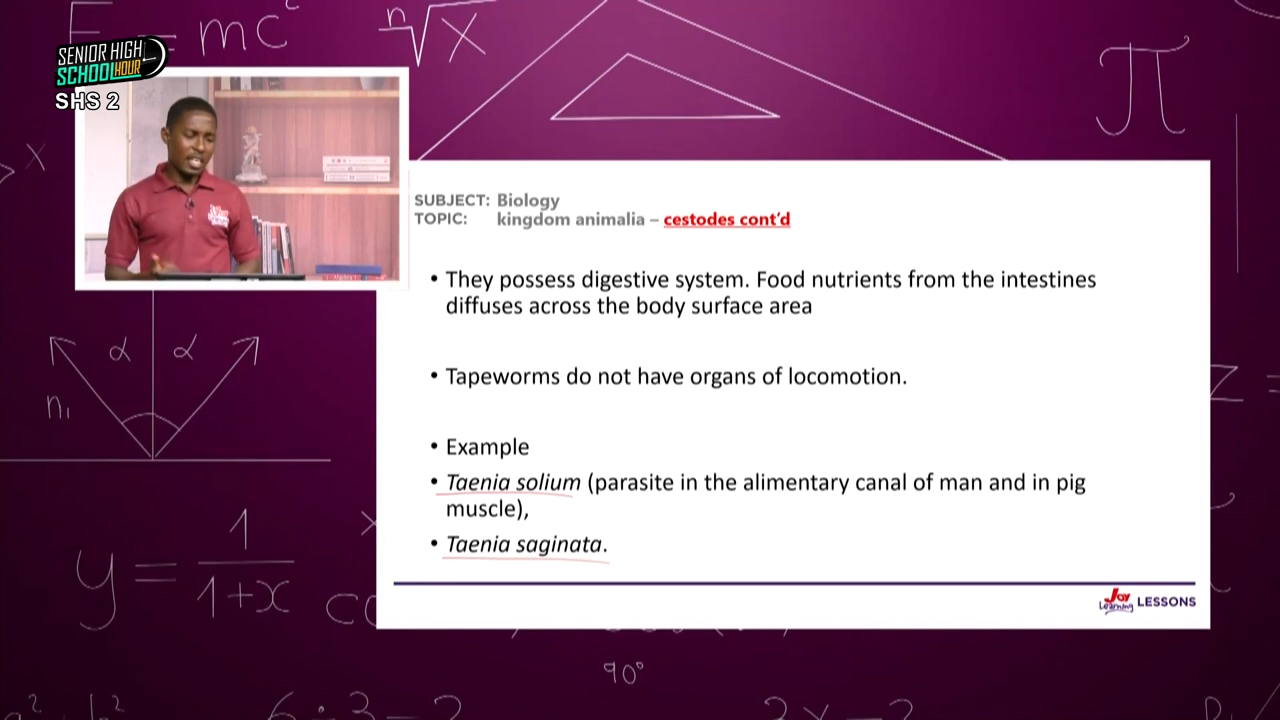 E = mc²
n√x
π
SENIOR HIGH
SCHOOL HOUR
SHS 2
x
SUBJECT: Biology
TOPIC: kingdom animalia – cestodes cont'd
• They possess digestive system. Food nutrients from the intestines
diffuses across the body surface area
α α
• Tapeworms do not have organs of locomotion.
n₁
z =
• Example
• Taenia solium (parasite in the alimentary canal of man and in pig
muscle),
• Taenia saginata.
y = 1/1+x
Joy Learning LESSONS
90°